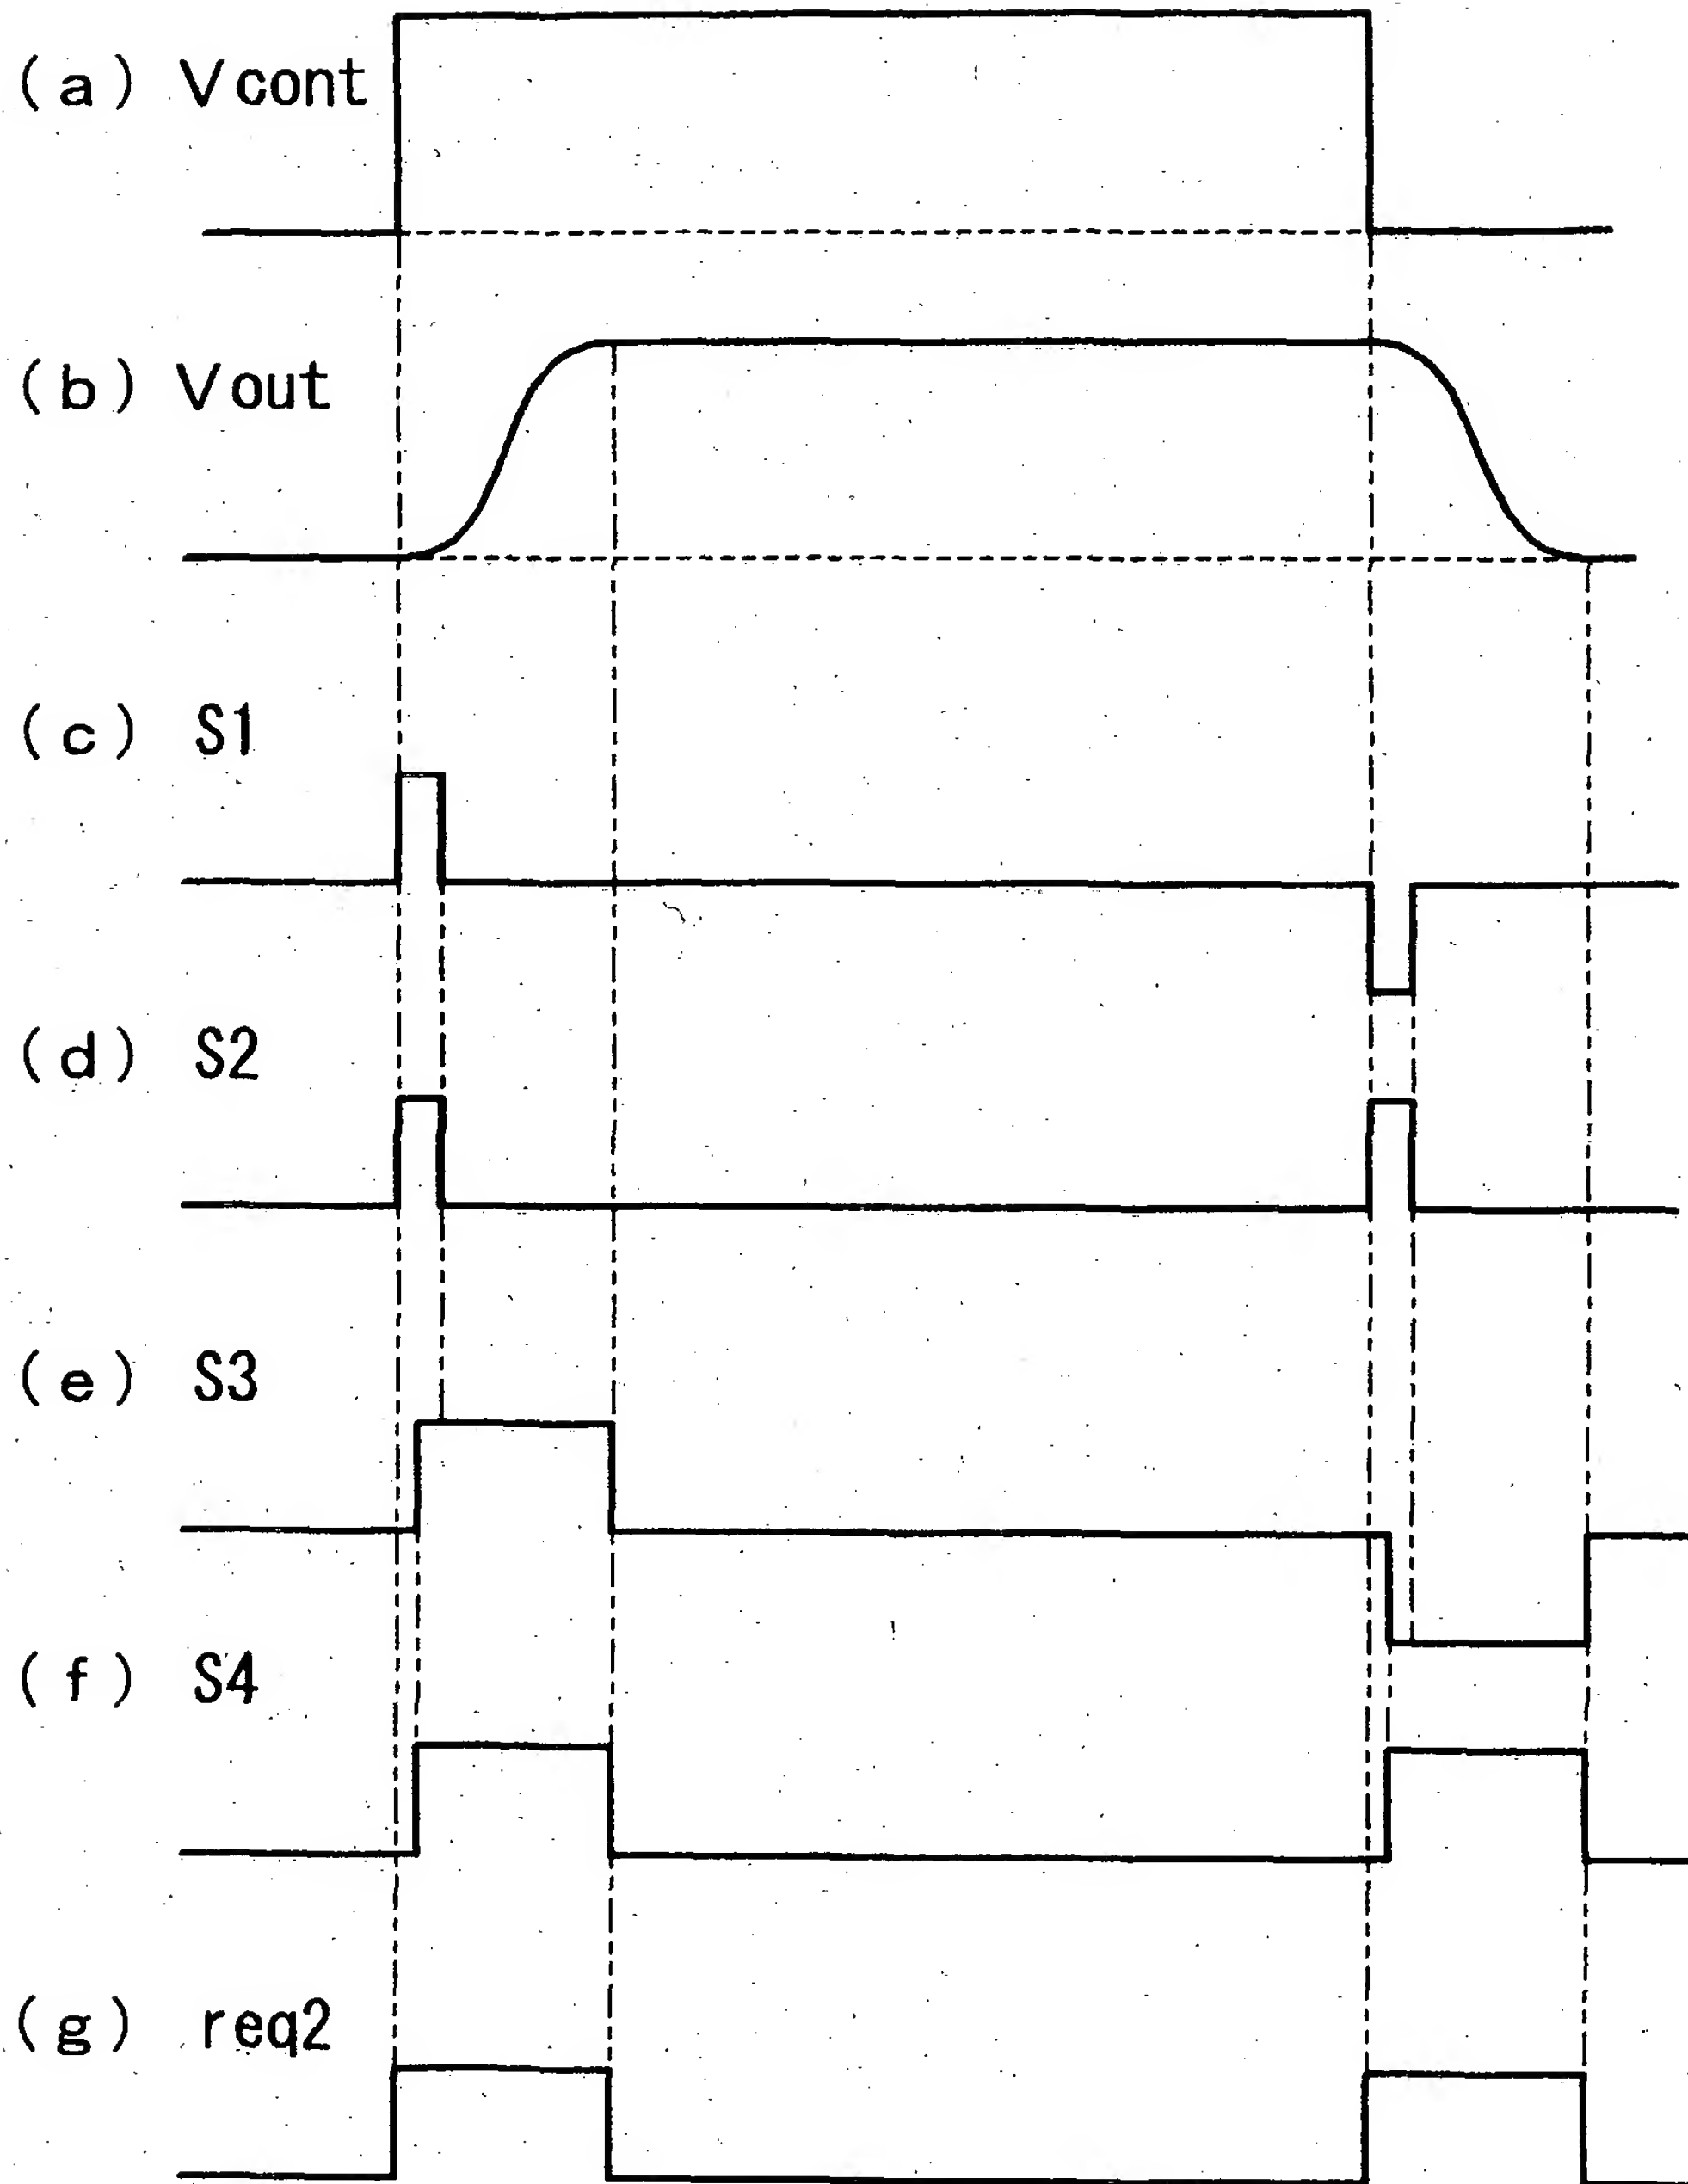 (a) Vcont
(b) Vout
(c) S1
(d) S2
(e) S3
(f) S4
(g) req2